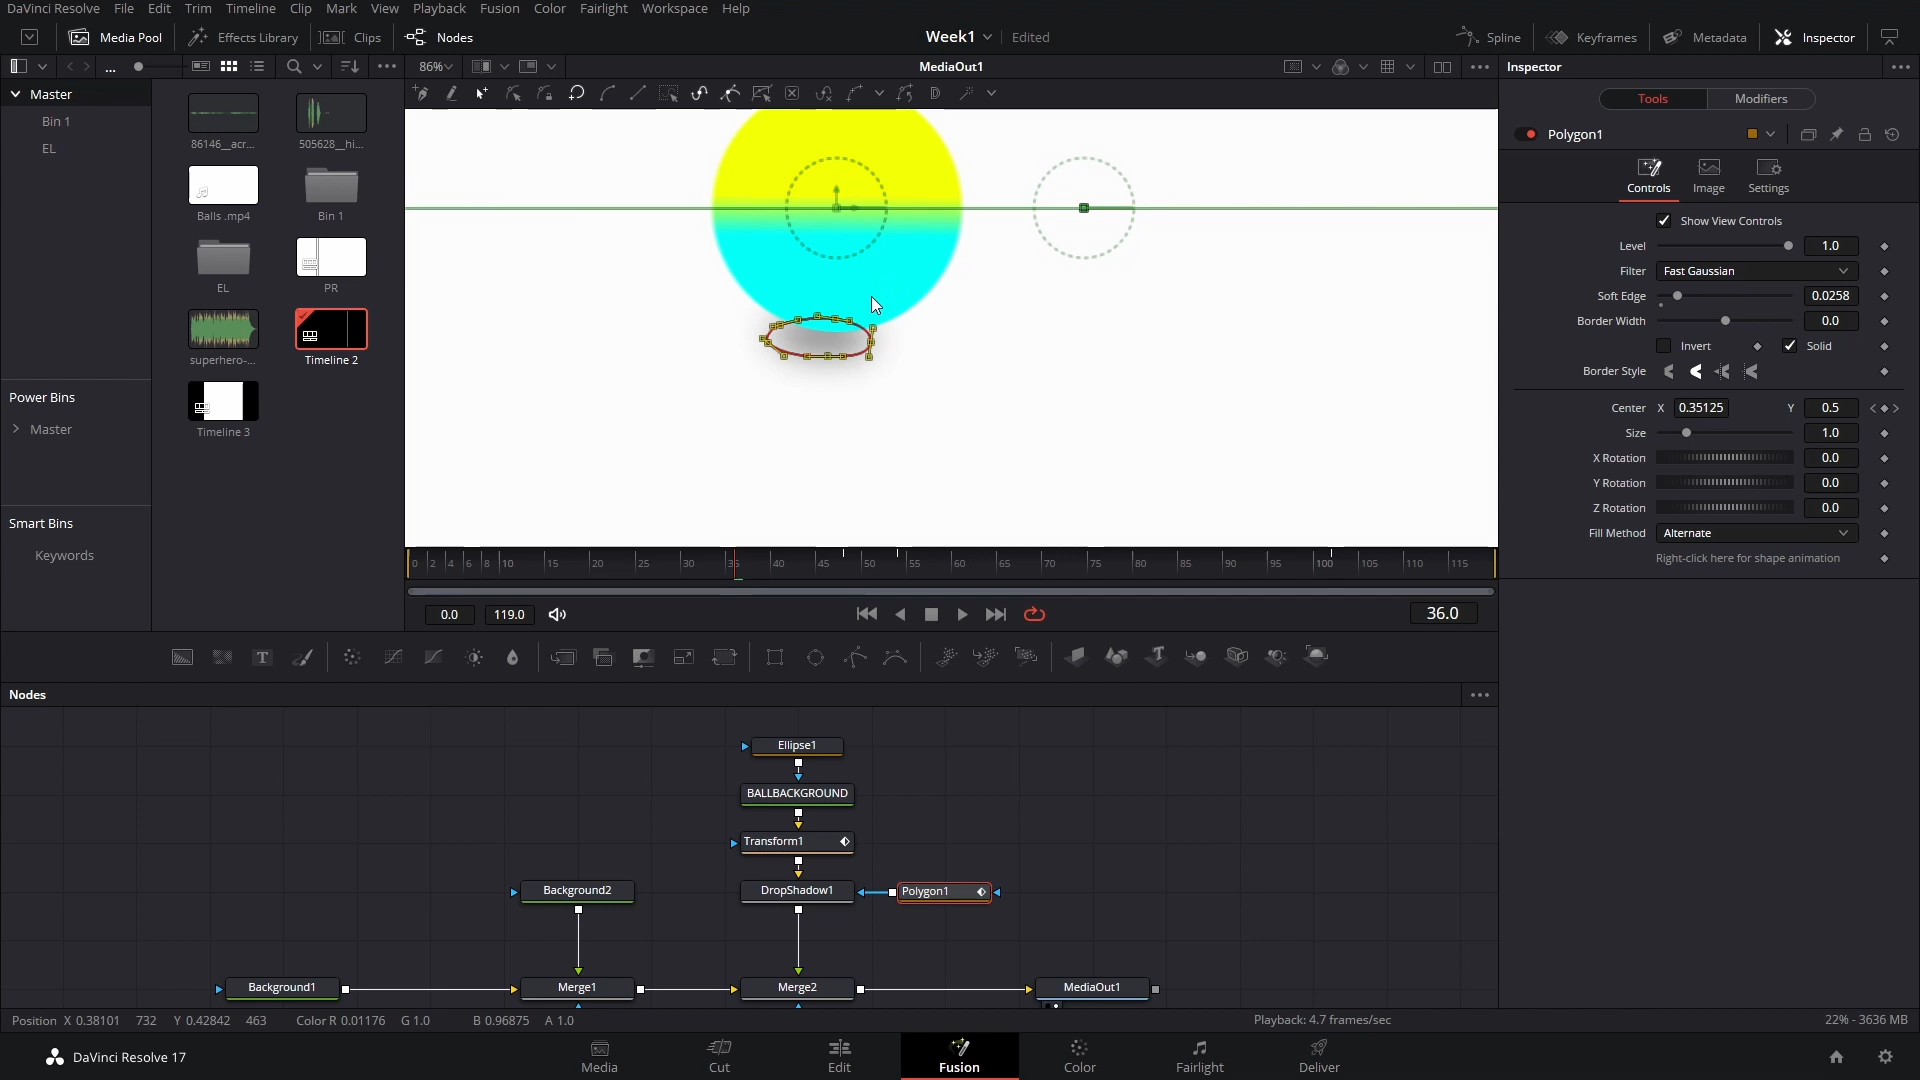 DaVinci Resolve File Edit Trim Timeline Clip Mark View Playback Fusion Color Fairlight Workspace Help
Media Pool Effects Library Clips Nodes Week1 Edited Spline Keyframes Metadata Inspector
... 86% MediaOut1 ... Inspector
Master
Bin 1
EL
86146__acr... 505628__hi...
Balls .mp4 Bin 1
EL PR
superhero-... Timeline 2
Timeline 3
Power Bins
Master
Smart Bins
Keywords
Tools Modifiers
Polygon1
Controls Image Settings
Show View Controls
Level 1.0
Filter Fast Gaussian
Soft Edge 0.0258
Border Width 0.0
Invert Solid
Border Style
Center X 0.35125 Y 0.5
Size 1.0
X Rotation 0.0
Y Rotation 0.0
Z Rotation 0.0
Fill Method Alternate
Right-click here for shape animation
0 2 4 6 8 10 15 20 25 30 40 45 50 55 60 65 70 75 80 85 90 95 100 105 110 115
0.0 119.0 36.0
T
Nodes
Ellipse1
BALLBACKGROUND
Transform1
Background2 DropShadow1 Polygon1
Background1 Merge1 Merge2 MediaOut1
Position X 0.38101 732 Y 0.42842 463 Color R 0.01176 G 1.0 B 0.96875 A 1.0 Playback: 4.7 frames/sec 22% - 3636 MB
DaVinci Resolve 17 Media Cut Edit Fusion Color Fairlight Deliver